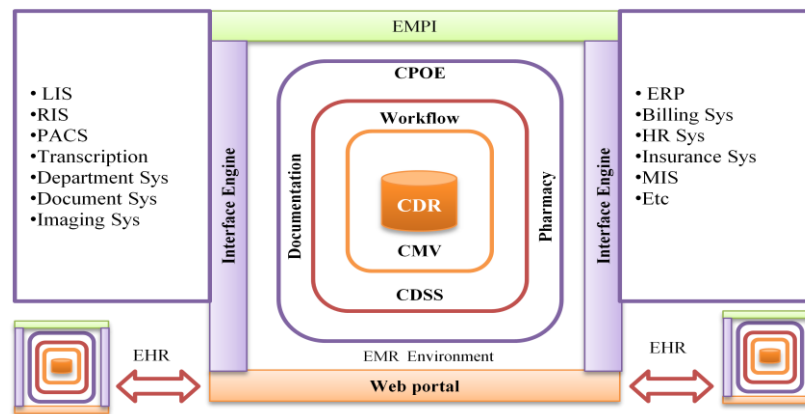 EMPI
• LIS
•RIS
•PACS
•Transcription
•Department Sys
•Document Sys
•Imaging Sys
Interface Engine
CPOE
Workflow
Documentation
CDR
CMV
CDSS
Pharmacy
EMR Environment
Interface Engine
• ERP
•Billing Sys
•HR Sys
•Insurance Sys
•MIS
•Etc
EHR
Web portal
EHR